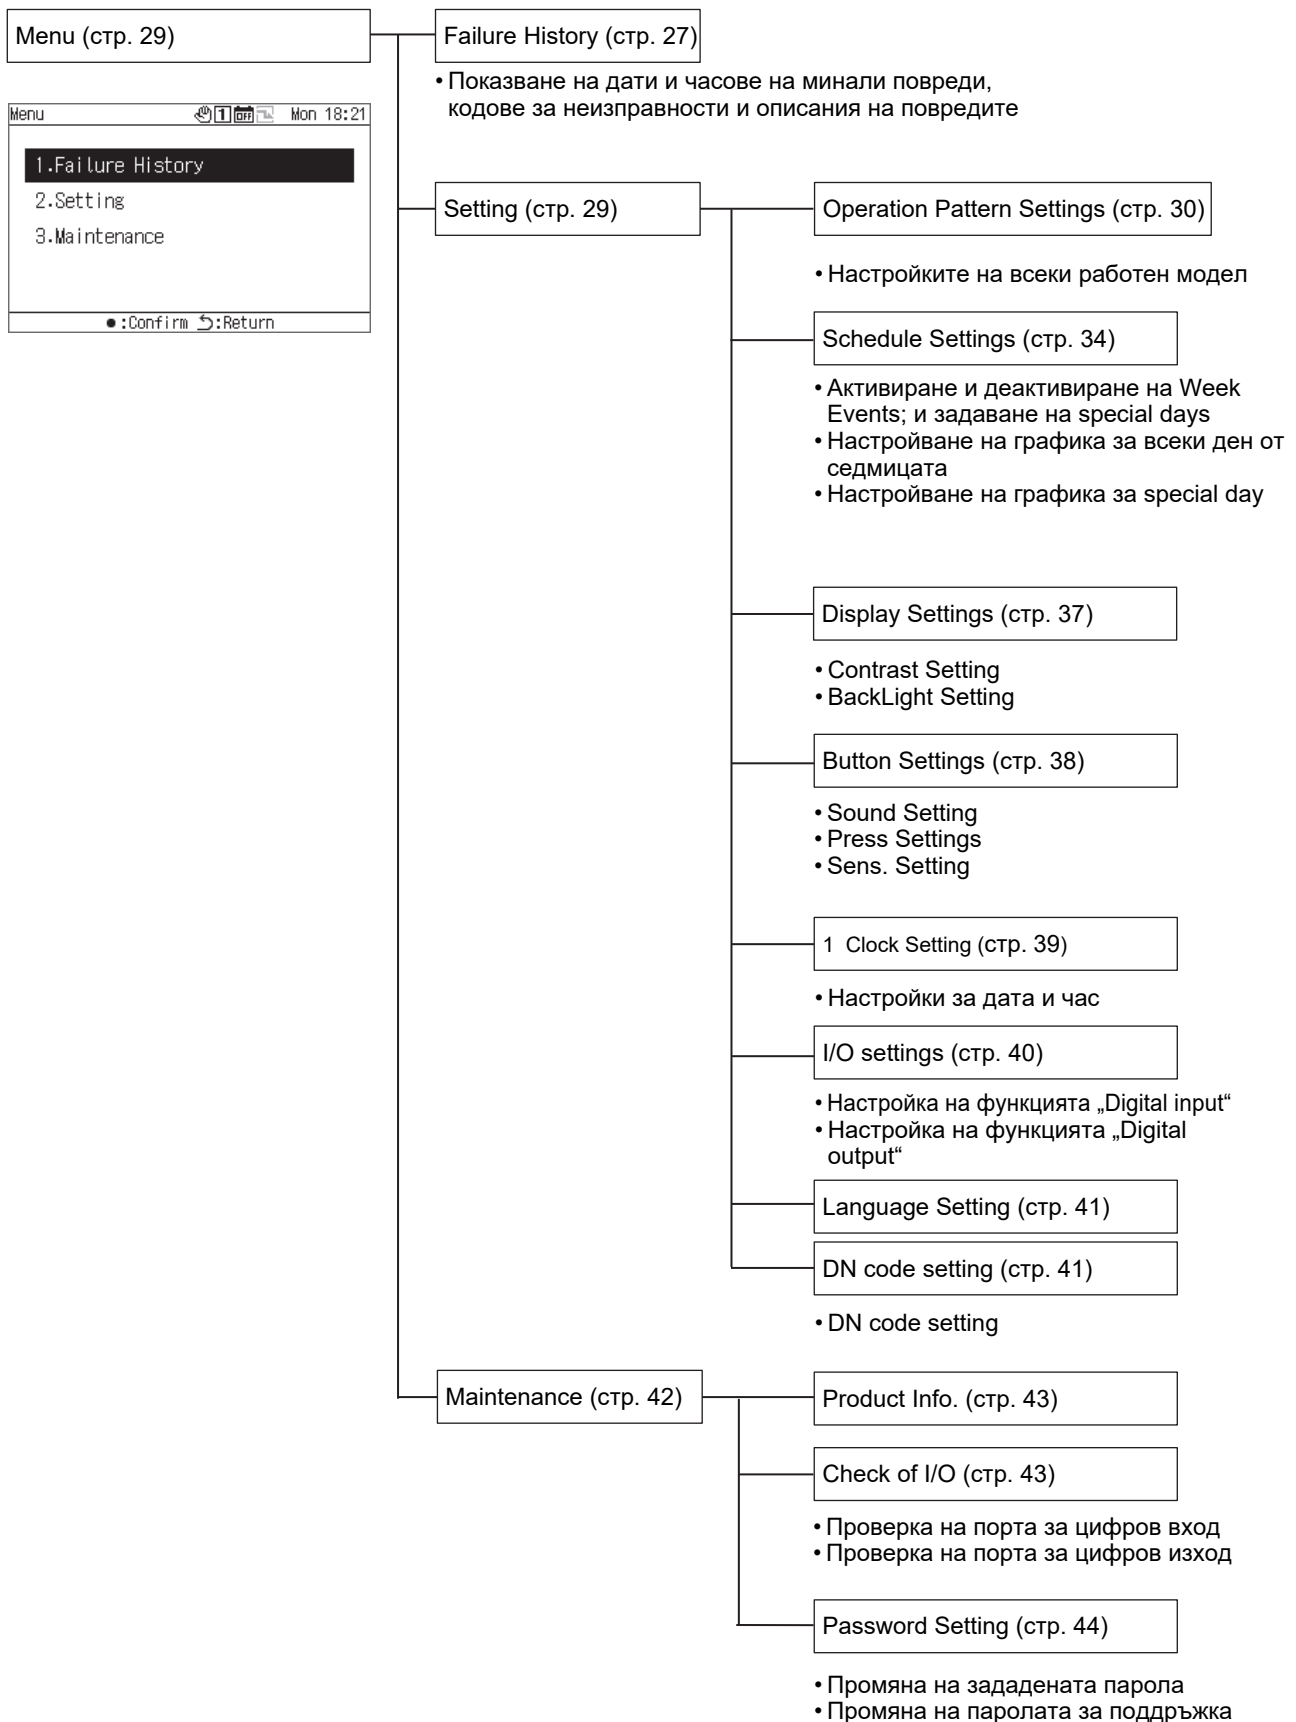 Menu (стр. 29)
Menu 1 OFF Mon 18:21
1.Failure History
2.Setting
3.Maintenance
●:Confirm ⮌:Return
Failure History (стр. 27)
• Показване на дати и часове на минали повреди,
кодове за неизправности и описания на повредите
Setting (стр. 29)
Operation Pattern Settings (стр. 30)
• Настройките на всеки работен модел
Schedule Settings (стр. 34)
• Активиране и деактивиране на Week
Events; и задаване на special days
• Настройване на графика за всеки ден от
седмицата
• Настройване на графика за special day
Display Settings (стр. 37)
• Contrast Setting
• BackLight Setting
Button Settings (стр. 38)
• Sound Setting
• Press Settings
• Sens. Setting
1 Clock Setting (стр. 39)
• Настройки за дата и час
I/O settings (стр. 40)
• Настройка на функцията „Digital input“
• Настройка на функцията „Digital
output“
Language Setting (стр. 41)
DN code setting (стр. 41)
• DN code setting
Maintenance (стр. 42)
Product Info. (стр. 43)
Check of I/O (стр. 43)
• Проверка на порта за цифров вход
• Проверка на порта за цифров изход
Password Setting (стр. 44)
• Промяна на зададената парола
• Промяна на паролата за поддръжка